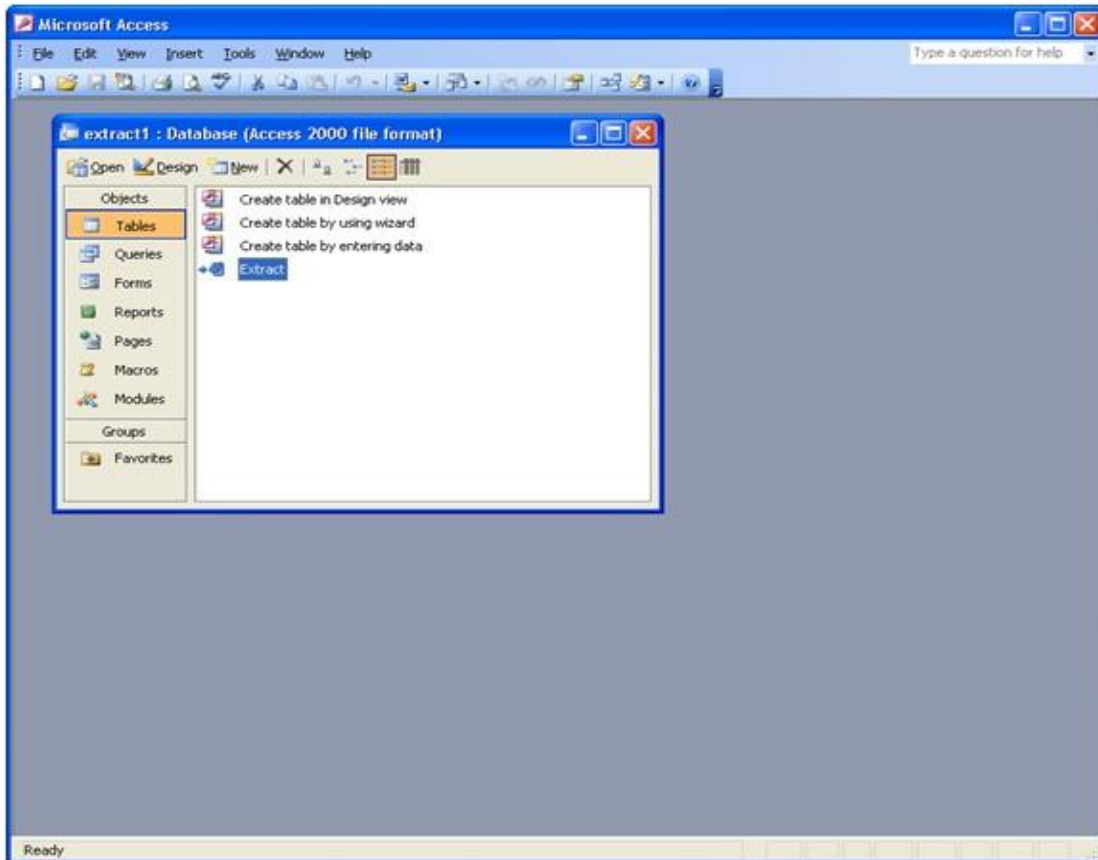 Microsoft Access
File Edit View Insert Tools Window Help
Type a question for help
extract1 : Database (Access 2000 file format)
Open Design New
Objects
Tables
Queries
Forms
Reports
Pages
Macros
Modules
Groups
Favorites
Create table in Design view
Create table by using wizard
Create table by entering data
Extract
Ready